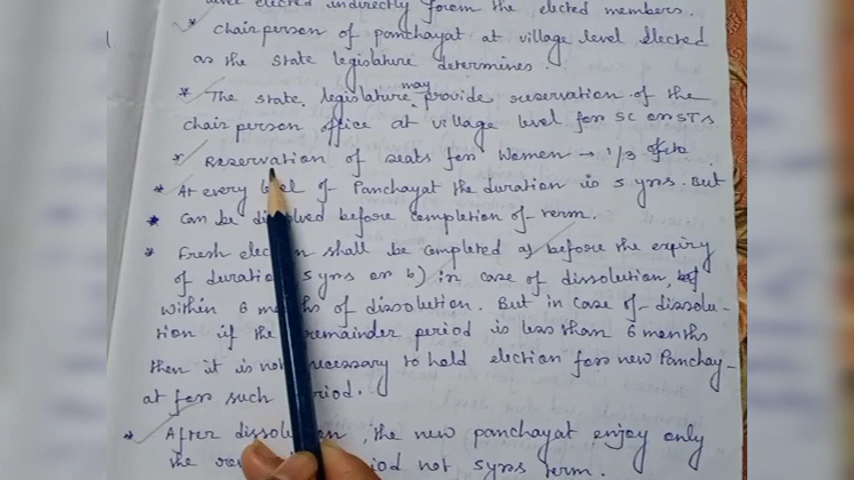 level elected indirectly forom the elected members.
* Chairperson of panchayat at village level elected
as the state legislature determines.
* The state legislature may provide reservation of the
chairperson office at village level for SC or STs
* Reservation of seats for Women → 1/3 of
* At every level of Panchayat the duration is 5 yrs. But
* Can be dissolved before completion of term.
* Fresh election shall be completed a) before the expiry
of duration 5 yrs or b) in case of dissolution,
within 6 months of dissolution. But in case of dissolu-
tion if the remainder period is less than 6 months
then it is not necessary to hold election for new Panchay-
at for such period.
* After dissolution, the new panchayat enjoy only
the period not 5yrs term.